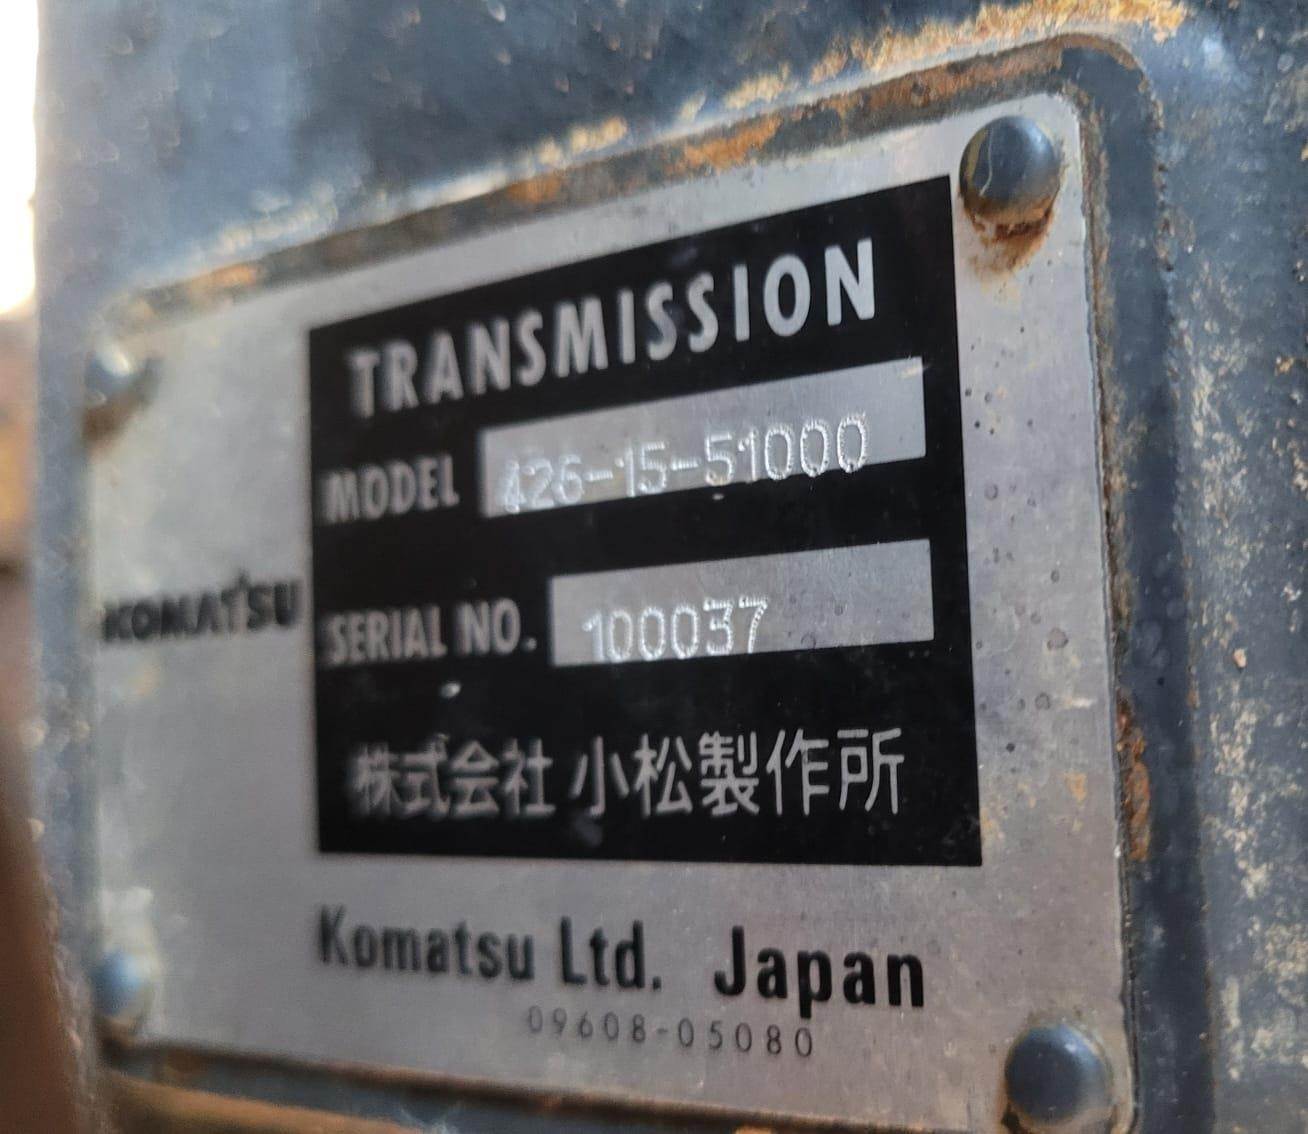 TRANSMISSION
MODEL 426-15-51000
KOMATSU
SERIAL NO. 100037
株式会社 小松製作所
Komatsu Ltd. Japan
09608-05080